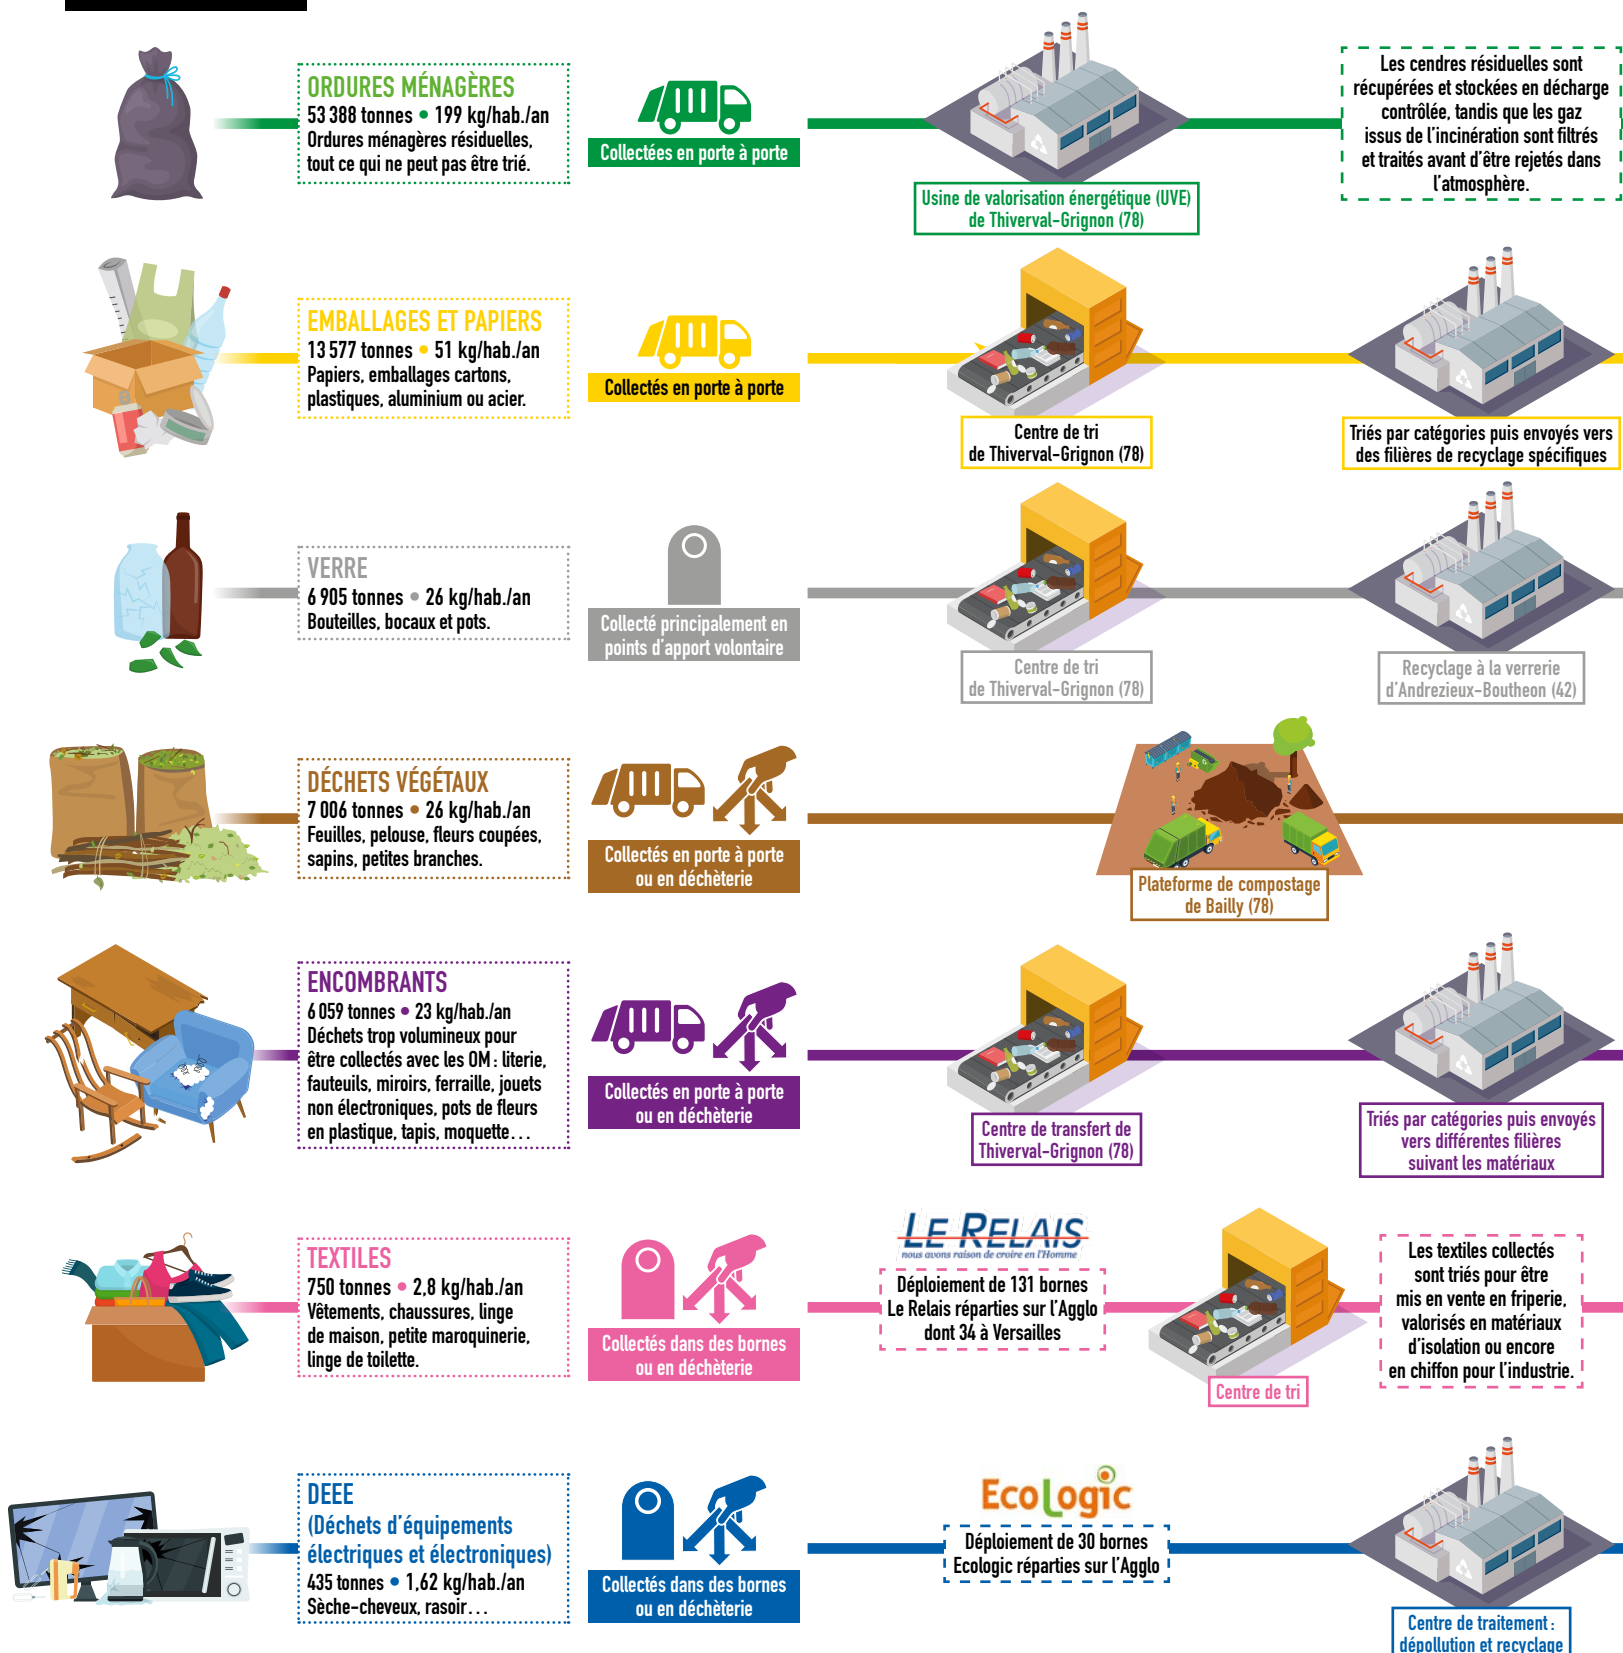 ORDURES MÉNAGÈRES
53 388 tonnes • 199 kg/hab./an
Ordures ménagères résiduelles,
tout ce qui ne peut pas être trié.
Collectées en porte à porte
Usine de valorisation énergétique (UVE)
de Thiverval-Grignon (78)
Les cendres résiduelles sont
récupérées et stockées en décharge
contrôlée, tandis que les gaz
issus de l'incinération sont filtrés
et traités avant d'être rejetés dans
l'atmosphère.
EMBALLAGES ET PAPIERS
13 577 tonnes • 51 kg/hab./an
Papiers, emballages cartons,
plastiques, aluminium ou acier.
Collectés en porte à porte
Centre de tri
de Thiverval-Grignon (78)
Triés par catégories puis envoyés vers
des filières de recyclage spécifiques
VERRE
6 905 tonnes • 26 kg/hab./an
Bouteilles, bocaux et pots.
Collecté principalement en
points d'apport volontaire
Centre de tri
de Thiverval-Grignon (78)
Recyclage à la verrerie
d'Andrezieux-Boutheon (42)
DÉCHETS VÉGÉTAUX
7 006 tonnes • 26 kg/hab./an
Feuilles, pelouse, fleurs coupées,
sapins, petites branches.
Collectés en porte à porte
ou en déchèterie
Plateforme de compostage
de Bailly (78)
ENCOMBRANTS
6 059 tonnes • 23 kg/hab./an
Déchets trop volumineux pour
être collectés avec les OM : literie,
fauteuils, miroirs, ferraille, jouets
non électroniques, pots de fleurs
en plastique, tapis, moquette...
Collectés en porte à porte
ou en déchèterie
Centre de transfert de
Thiverval-Grignon (78)
Triés par catégories puis envoyés
vers différentes filières
suivant les matériaux
TEXTILES
750 tonnes • 2,8 kg/hab./an
Vêtements, chaussures, linge
de maison, petite maroquinerie,
linge de toilette.
Collectés dans des bornes
ou en déchèterie
LE RELAIS
nous avons raison de croire en l'Homme
Déploiement de 131 bornes
Le Relais réparties sur l'Agglo
dont 34 à Versailles
Centre de tri
Les textiles collectés
sont triés pour être
mis en vente en friperie,
valorisés en matériaux
d'isolation ou encore
en chiffon pour l'industrie.
DEEE
(Déchets d'équipements
électriques et électroniques)
435 tonnes • 1,62 kg/hab./an
Sèche-cheveux, rasoir...
Collectés dans des bornes
ou en déchèterie
EcoLogic
Déploiement de 30 bornes
Ecologic réparties sur l'Agglo
Centre de traitement :
dépollution et recyclage